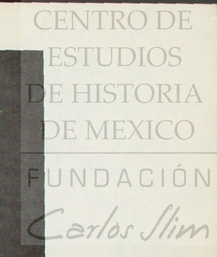 CENTRO DE
ESTUDIOS
DE HISTORIA
DE MEXICO
FUNDACIÓN
Carlos Slim